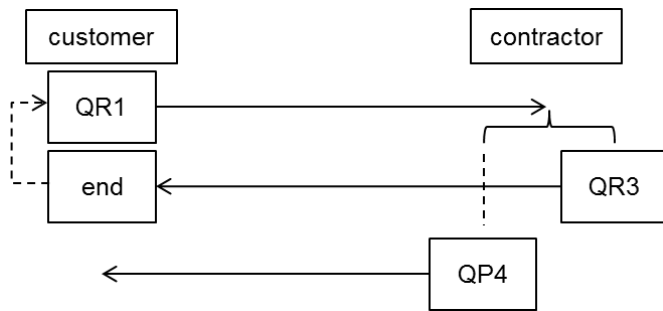 customer
contractor
QR1
end
QR3
QP4